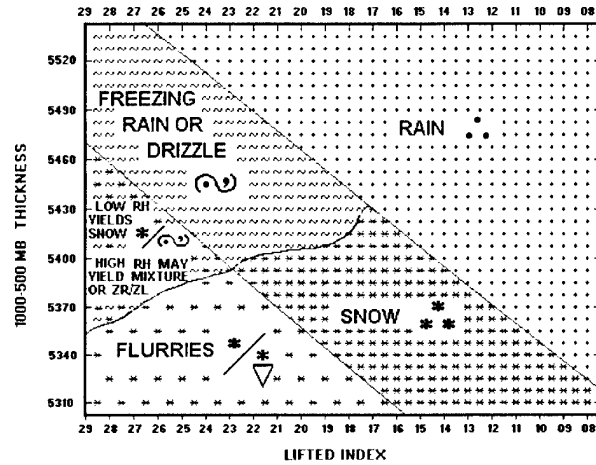 29 28 27 26 25 24 23 22 21 20 19 18 17 16 15 14 13 12 11 10 09 08
5520
5490
5460
5430
5400
5370
5340
5310
1000-500 MB THICKNESS
FREEZING
RAIN OR
DRIZZLE
RAIN
LOW RH
YIELDS
SNOW
HIGH RH MAY
YIELD MIXTURE
OR ZR/ZL
SNOW
FLURRIES
29 28 27 26 25 24 23 22 21 20 19 18 17 16 15 14 13 12 11 10 09 08
LIFTED INDEX